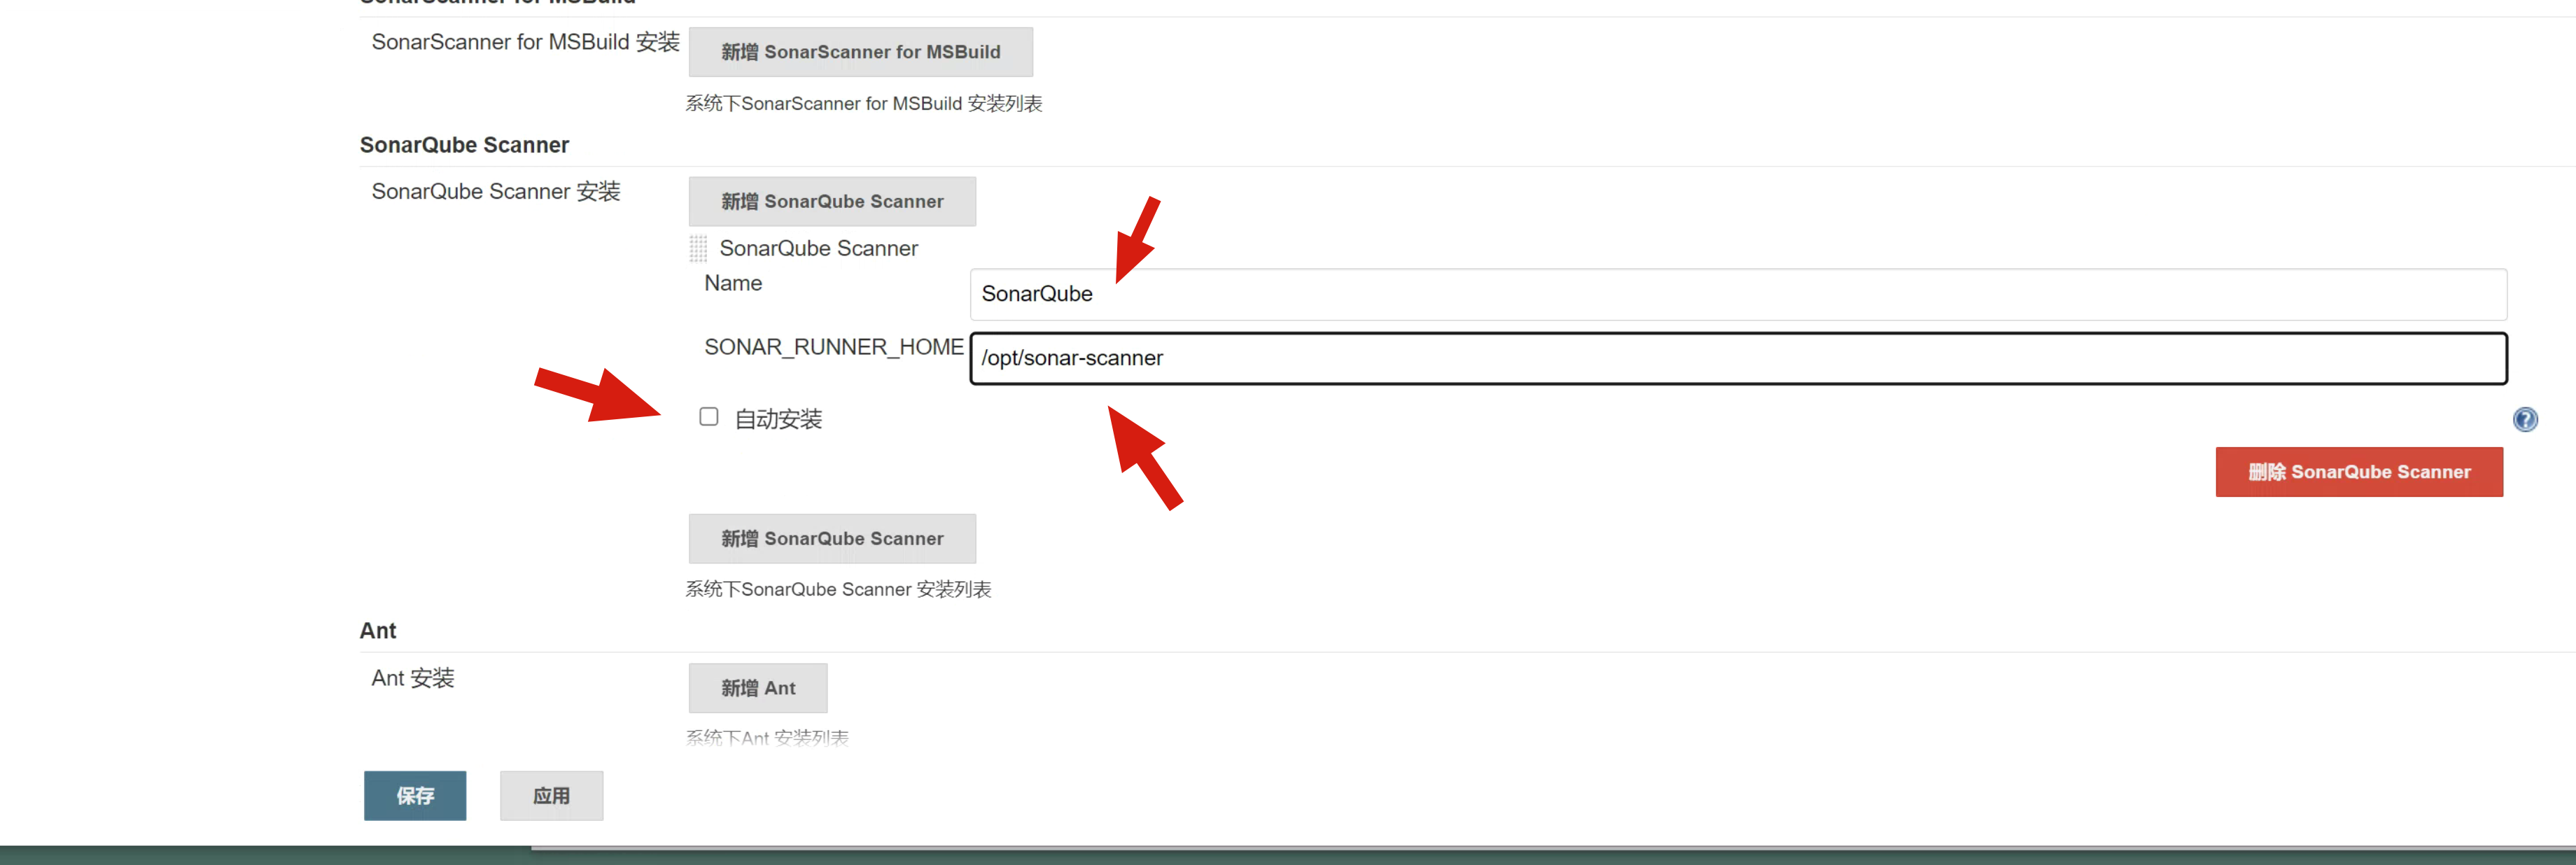 SonarScanner for MSBuild
SonarScanner for MSBuild 安装
新增 SonarScanner for MSBuild
系统下SonarScanner for MSBuild 安装列表
SonarQube Scanner
SonarQube Scanner 安装
新增 SonarQube Scanner
SonarQube Scanner
Name
SonarQube
SONAR_RUNNER_HOME
/opt/sonar-scanner
自动安装
?
删除 SonarQube Scanner
新增 SonarQube Scanner
系统下SonarQube Scanner 安装列表
Ant
Ant 安装
新增 Ant
系统下Ant 安装列表
保存
应用